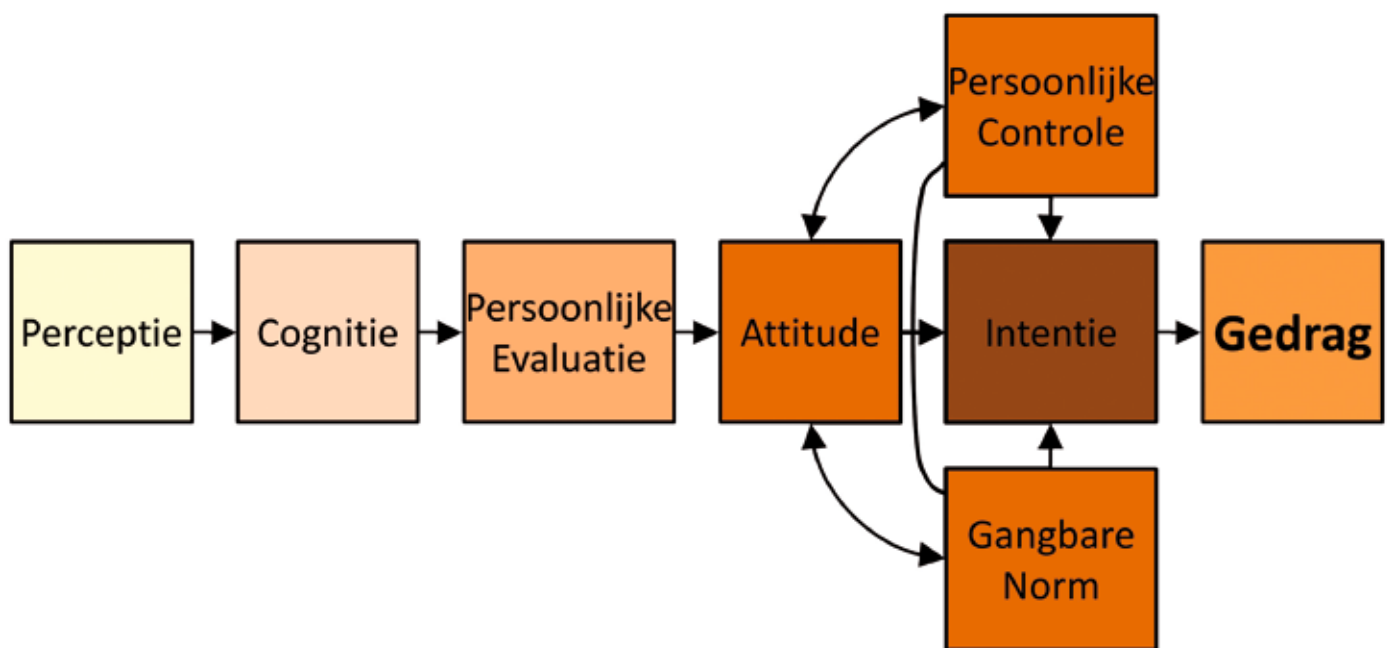 Persoonlijke
Controle
Perceptie
Cognitie
Persoonlijke
Evaluatie
Attitude
Intentie
Gedrag
Gangbare
Norm